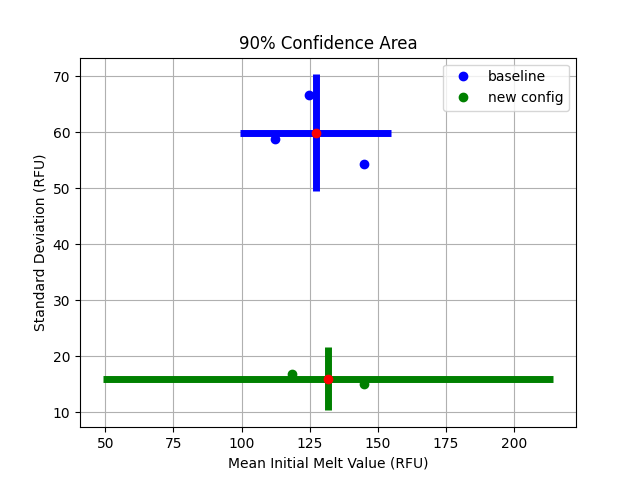 90% Confidence Area
baseline
new config
Standard Deviation (RFU)
70
60
50
40
30
20
10
50
75
100
125
150
175
200
Mean Initial Melt Value (RFU)